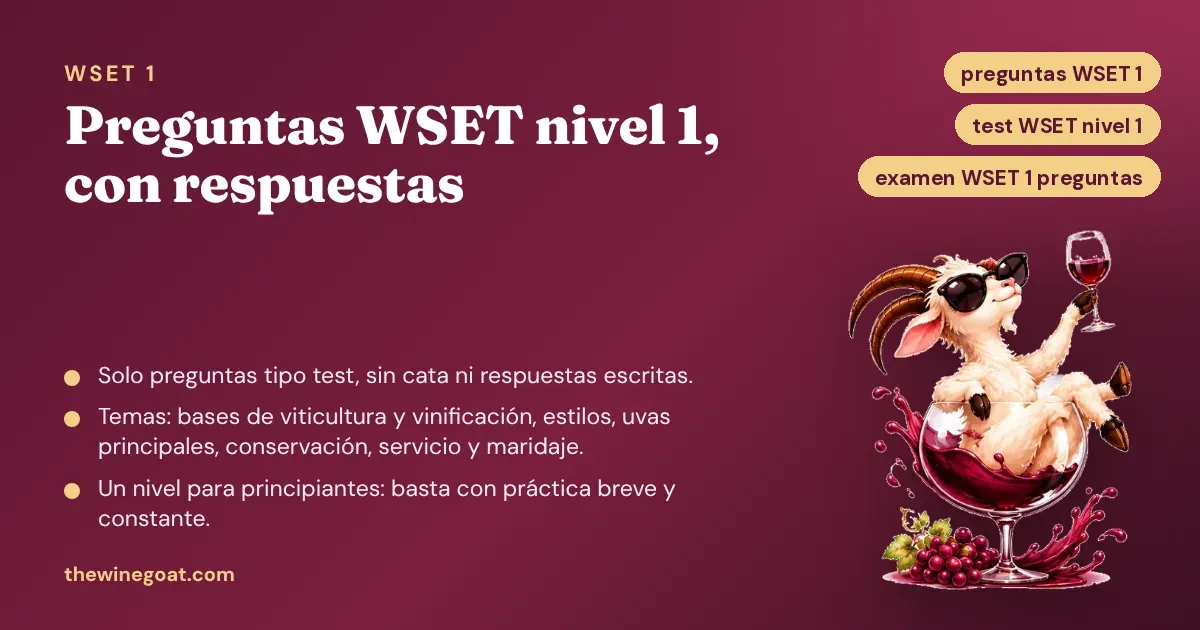 WSET 1
Preguntas WSET nivel 1,
con respuestas
preguntas WSET 1
test WSET nivel 1
examen WSET 1 preguntas
Solo preguntas tipo test, sin cata ni respuestas escritas.
Temas: bases de viticultura y vinificación, estilos, uvas
principales, conservación, servicio y maridaje.
Un nivel para principiantes: basta con práctica breve y
constante.
thewinegoat.com